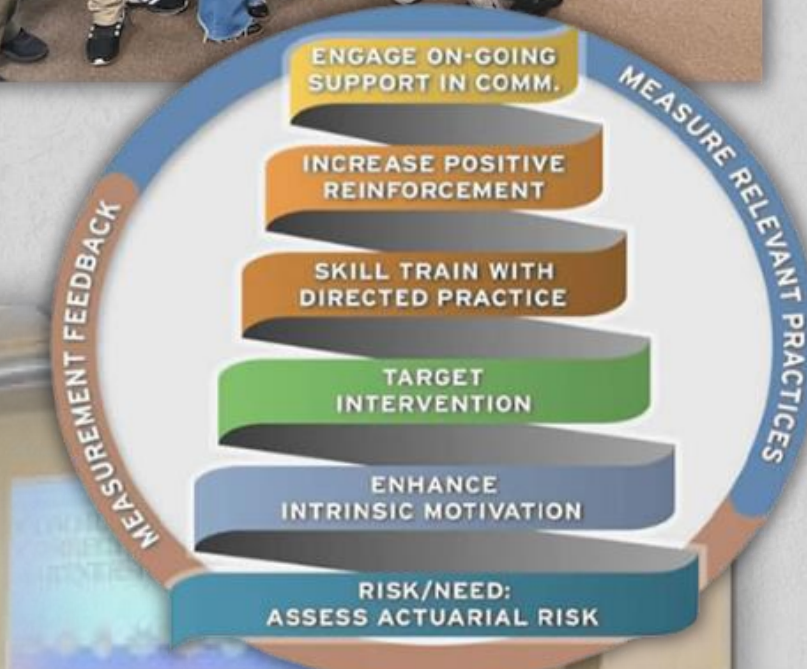 ENGAGE ON-GOING
SUPPORT IN COMM.
INCREASE POSITIVE
REINFORCEMENT
SKILL TRAIN WITH
DIRECTED PRACTICE
TARGET
INTERVENTION
ENHANCE
INTRINSIC MOTIVATION
RISK/NEED:
ASSESS ACTUARIAL RISK
MEASUREMENT FEEDBACK
MEASURE RELEVANT PRACTICES